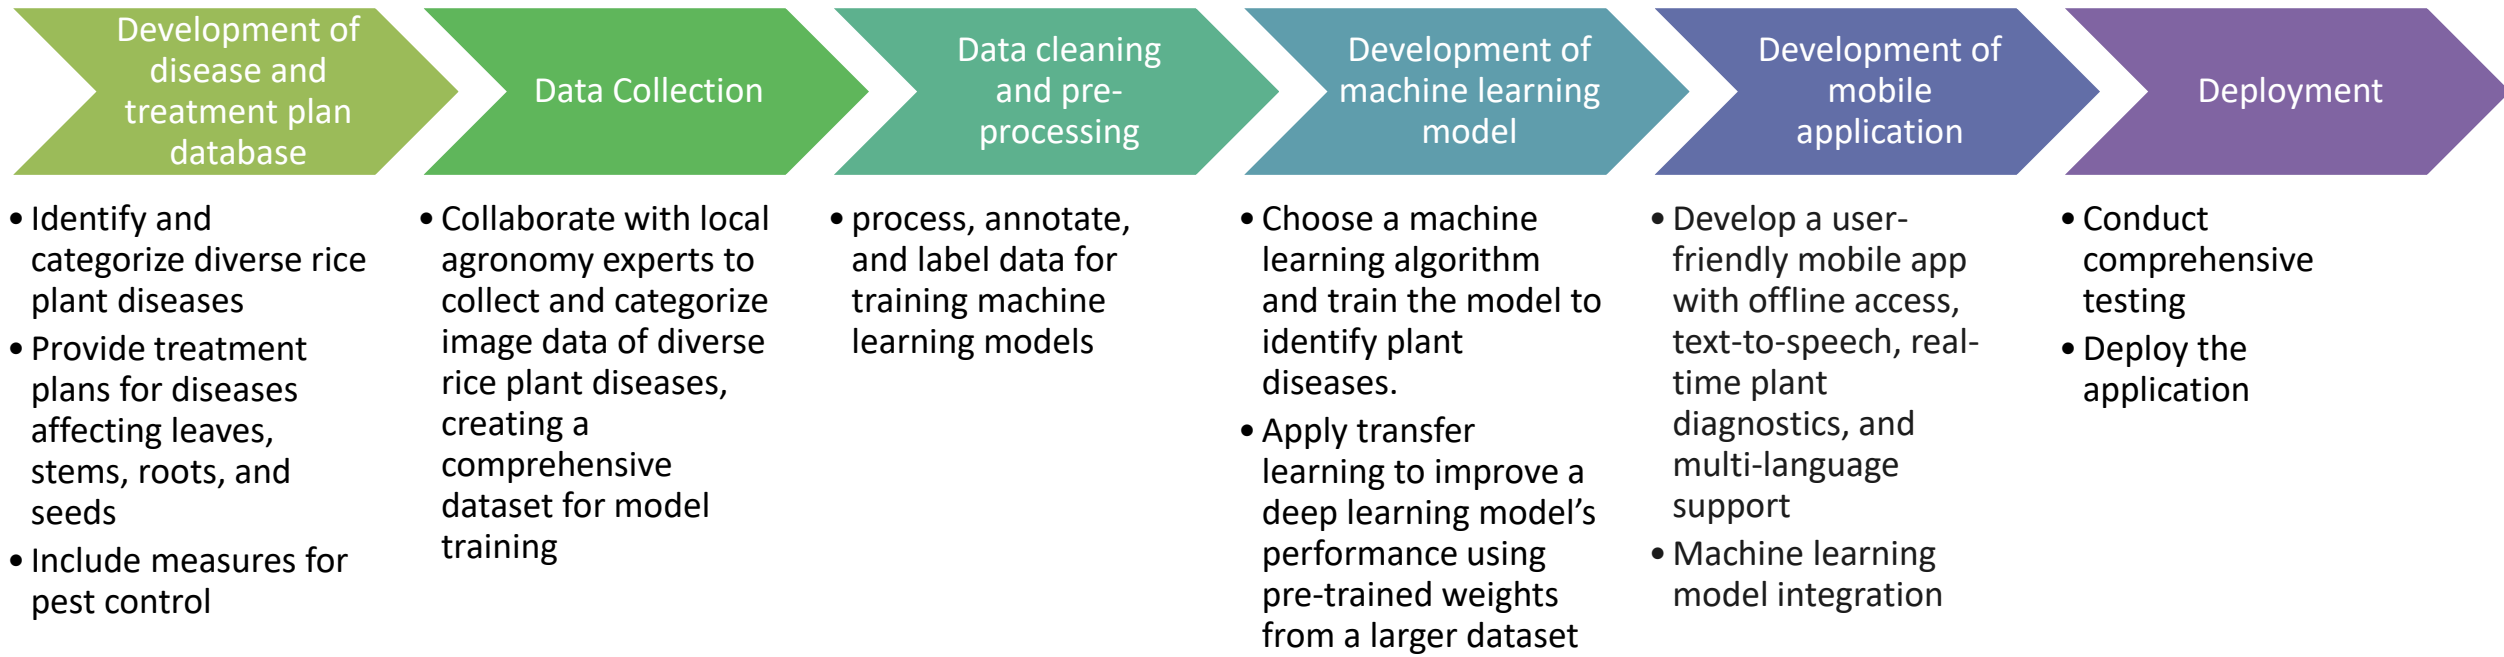 Development of
disease and
treatment plan
database
Data Collection
Data cleaning
and pre-
processing
Development of
machine learning
model
Development of
mobile
application
Deployment
• Identify and
categorize diverse rice
plant diseases
• Provide treatment
plans for diseases
affecting leaves,
stems, roots, and
seeds
• Include measures for
pest control
• Collaborate with local
agronomy experts to
collect and categorize
image data of diverse
rice plant diseases,
creating a
comprehensive
dataset for model
training
• process, annotate,
and label data for
training machine
learning models
• Choose a machine
learning algorithm
and train the model to
identify plant
diseases.
• Apply transfer
learning to improve a
deep learning model’s
performance using
pre-trained weights
from a larger dataset
• Develop a user-
friendly mobile app
with offline access,
text-to-speech, real-
time plant
diagnostics, and
multi-language
support
• Machine learning
model integration
• Conduct
comprehensive
testing
• Deploy the
application